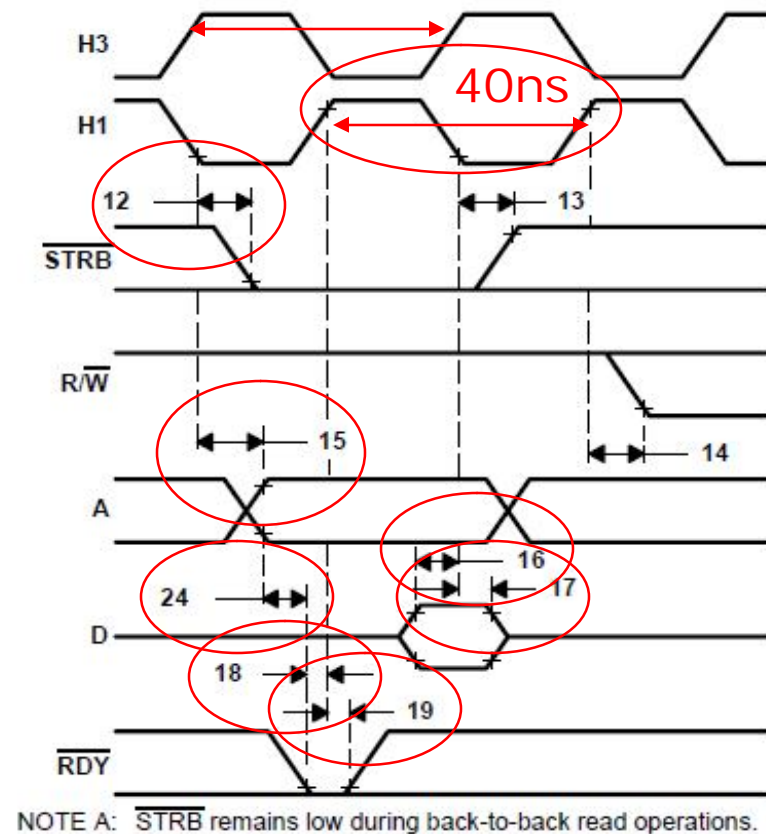 H3
40ns
H1
12
13
STRB
R/W
15
14
A
16
17
24
D
18
19
RDY
NOTE A: STRB remains low during back-to-back read operations.